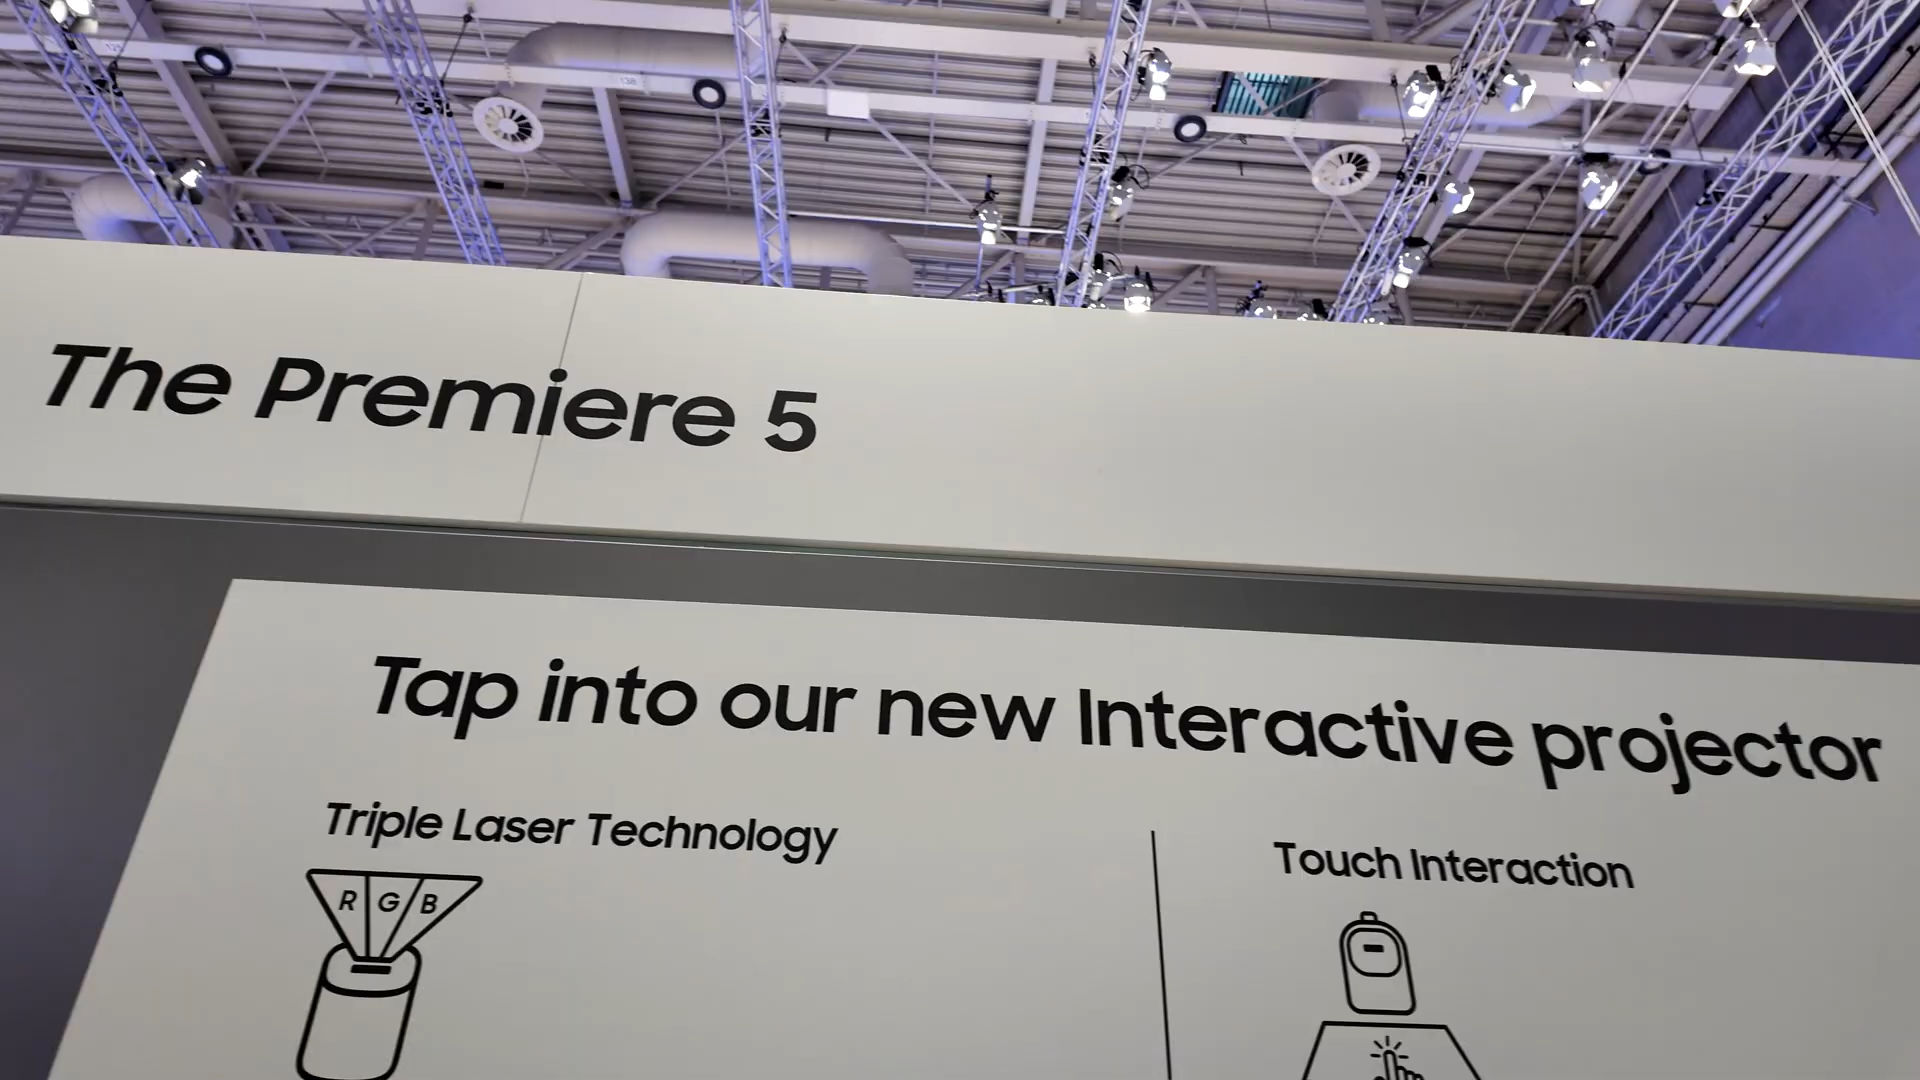 The Premiere 5
Tap into our new Interactive projector
Triple Laser Technology
R G B
Touch Interaction